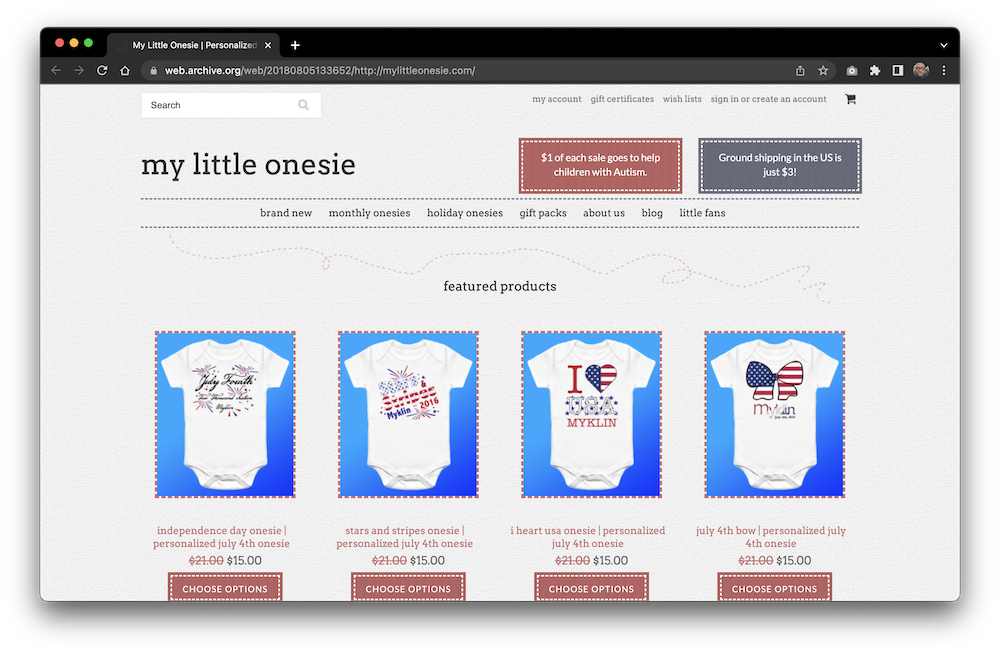 My Little Onesie | Personalized
web.archive.org/web/20180805133652/http://mylittleonesie.com/
Search
my account gift certificates wish lists sign in or create an account
my little onesie
$1 of each sale goes to help
children with Autism.
Ground shipping in the US is
just $3!
brand new monthly onesies holiday onesies gift packs about us blog little fans
featured products
July Fourth
Two Thousand Sixteen
Myklin
Stars &
Stripes
Myklin 2016
I
USA
MYKLIN
myklin
July 4th, 2016
independence day onesie |
personalized july 4th onesie
$21.00 $15.00
CHOOSE OPTIONS
stars and stripes onesie |
personalized july 4th onesie
$21.00 $15.00
CHOOSE OPTIONS
i heart usa onesie | personalized
july 4th onesie
$21.00 $15.00
CHOOSE OPTIONS
july 4th bow | personalized july
4th onesie
$21.00 $15.00
CHOOSE OPTIONS